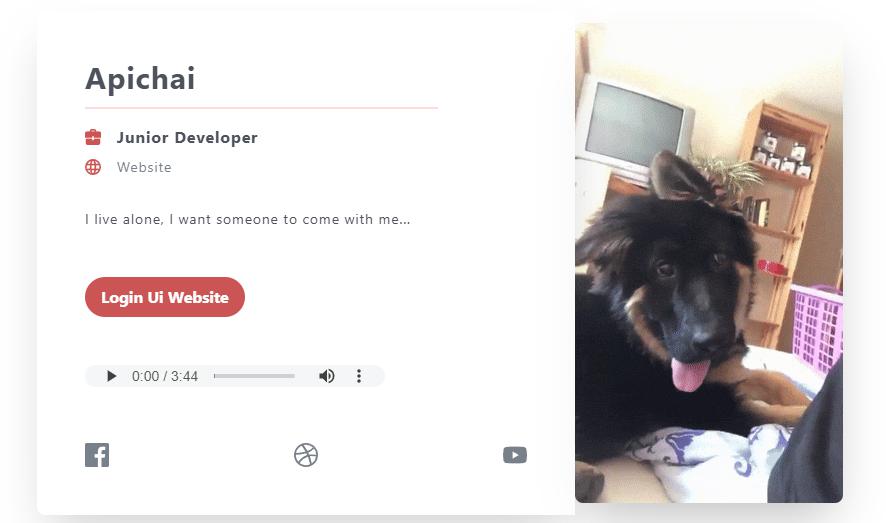 Apichai
Junior Developer
Website
I live alone, I want someone to come with me...
Login Ui Website
0:00 / 3:44